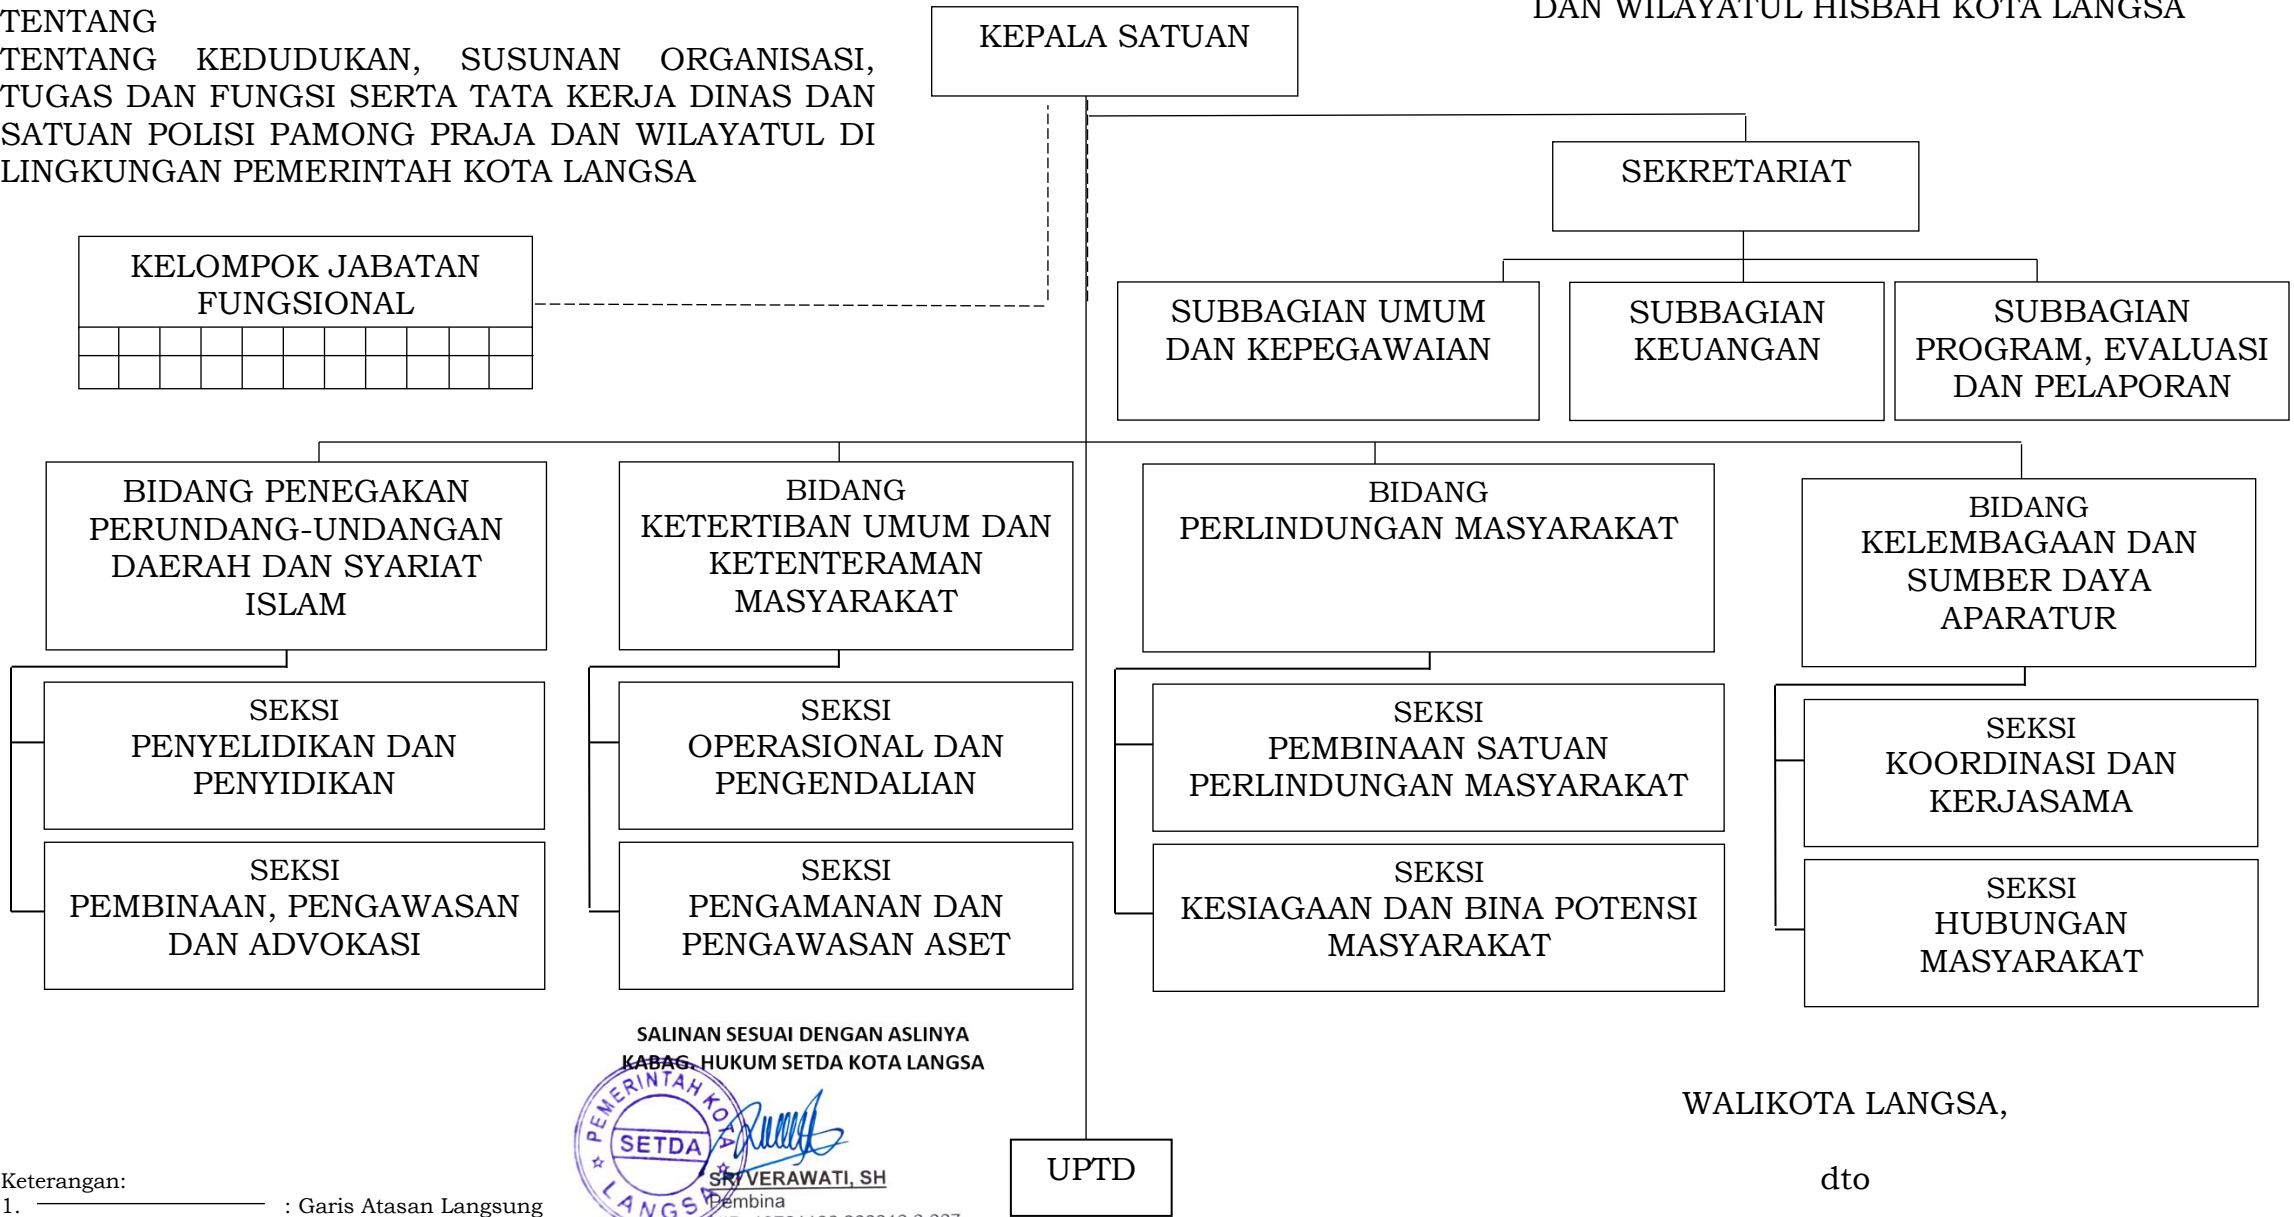 TENTANG
TENTANG KEDUDUKAN, SUSUNAN ORGANISASI,
TUGAS DAN FUNGSI SERTA TATA KERJA DINAS DAN
SATUAN POLISI PAMONG PRAJA DAN WILAYATUL DI
LINGKUNGAN PEMERINTAH KOTA LANGSA
KEPALA SATUAN
DAN WILAYATUL HISBAH KOTA LANGSA
SEKRETARIAT
KELOMPOK JABATAN
FUNGSIONAL
SUBBAGIAN UMUM
DAN KEPEGAWAIAN
SUBBAGIAN
KEUANGAN
SUBBAGIAN
PROGRAM, EVALUASI
DAN PELAPORAN
BIDANG PENEGAKAN
PERUNDANG-UNDANGAN
DAERAH DAN SYARIAT
ISLAM
BIDANG
KETERTIBAN UMUM DAN
KETENTERAMAN
MASYARAKAT
BIDANG
PERLINDUNGAN MASYARAKAT
BIDANG
KELEMBAGAAN DAN
SUMBER DAYA
APARATUR
SEKSI
PENYELIDIKAN DAN
PENYIDIKAN
SEKSI
OPERASIONAL DAN
PENGENDALIAN
SEKSI
PEMBINAAN SATUAN
PERLINDUNGAN MASYARAKAT
SEKSI
KOORDINASI DAN
KERJASAMA
SEKSI
PEMBINAAN, PENGAWASAN
DAN ADVOKASI
SEKSI
PENGAMANAN DAN
PENGAWASAN ASET
SEKSI
KESIAGAAN DAN BINA POTENSI
MASYARAKAT
SEKSI
HUBUNGAN
MASYARAKAT
SALINAN SESUAI DENGAN ASLINYA
KABAG. HUKUM SETDA KOTA LANGSA
PEMERINTAH KOTA
SETDA
LANGSA
SRI VERAWATI, SH
Pembina
UPTD
WALIKOTA LANGSA,
dto
Keterangan:
1. : Garis Atasan Langsung